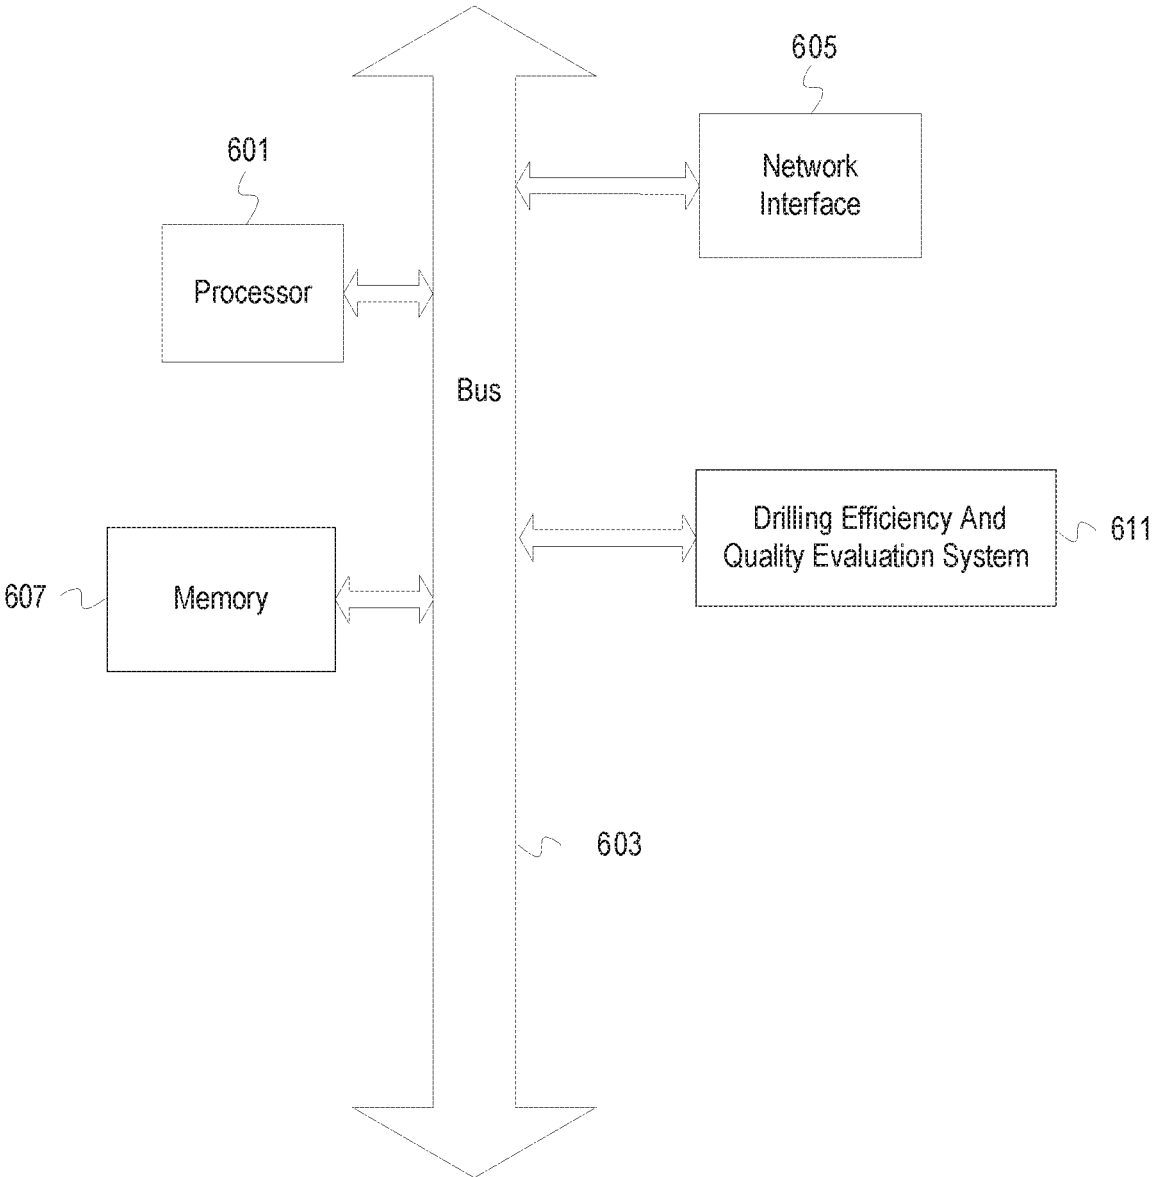 605
Network
Interface
601
Processor
Bus
Drilling Efficiency And
Quality Evaluation System
611
607
Memory
603